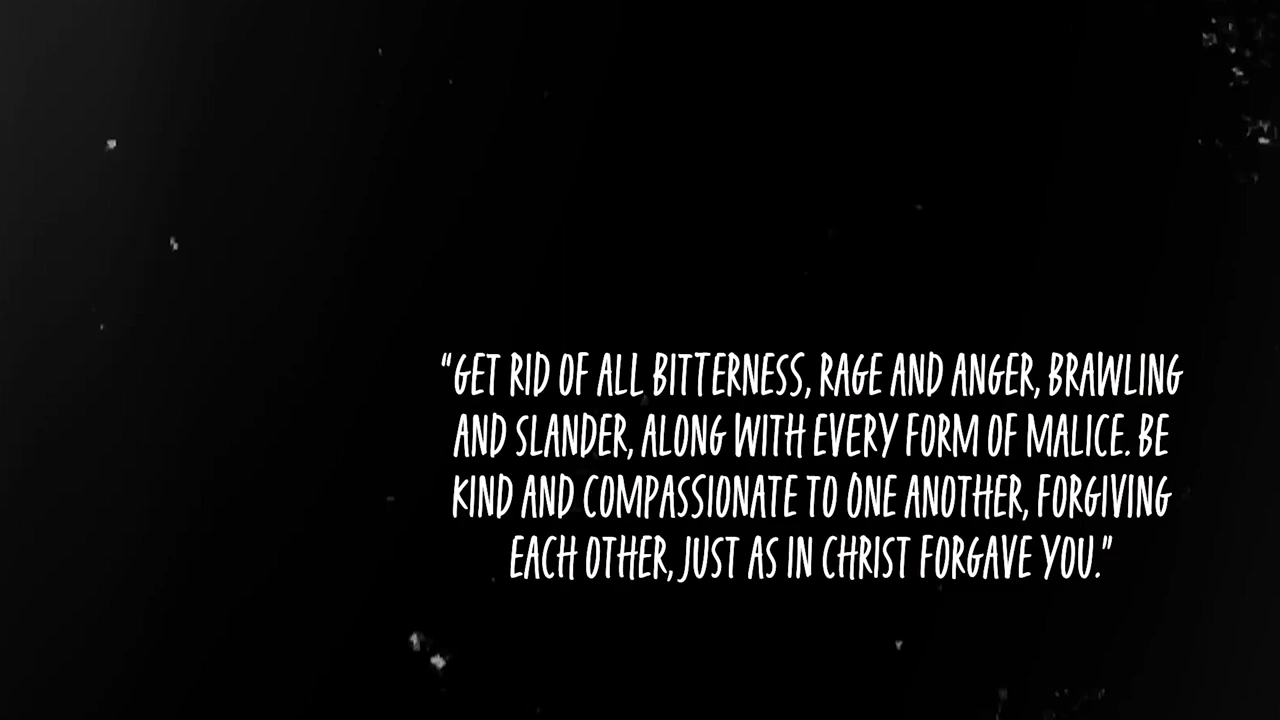 “GET RID OF ALL BITTERNESS, RAGE AND ANGER, BRAWLING
AND SLANDER, ALONG WITH EVERY FORM OF MALICE. BE
KIND AND COMPASSIONATE TO ONE ANOTHER, FORGIVING
EACH OTHER, JUST AS IN CHRIST FORGAVE YOU.”